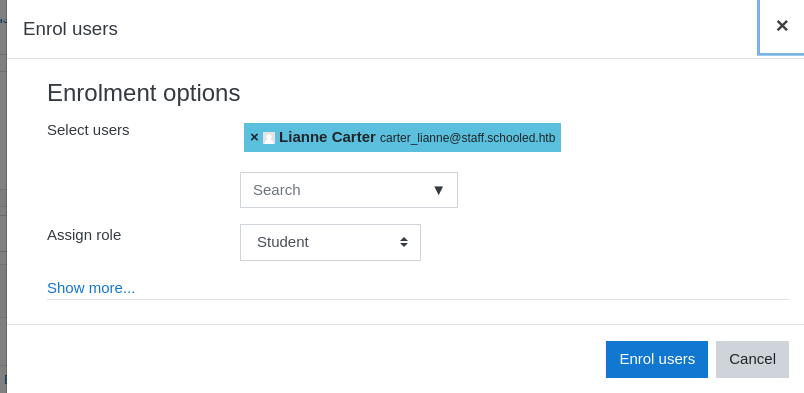 Enrol users
×
Enrolment options
Select users
× Lianne Carter carter_lianne@staff.schooled.htb
Search ▼
Assign role
Student
Show more...
Enrol users
Cancel